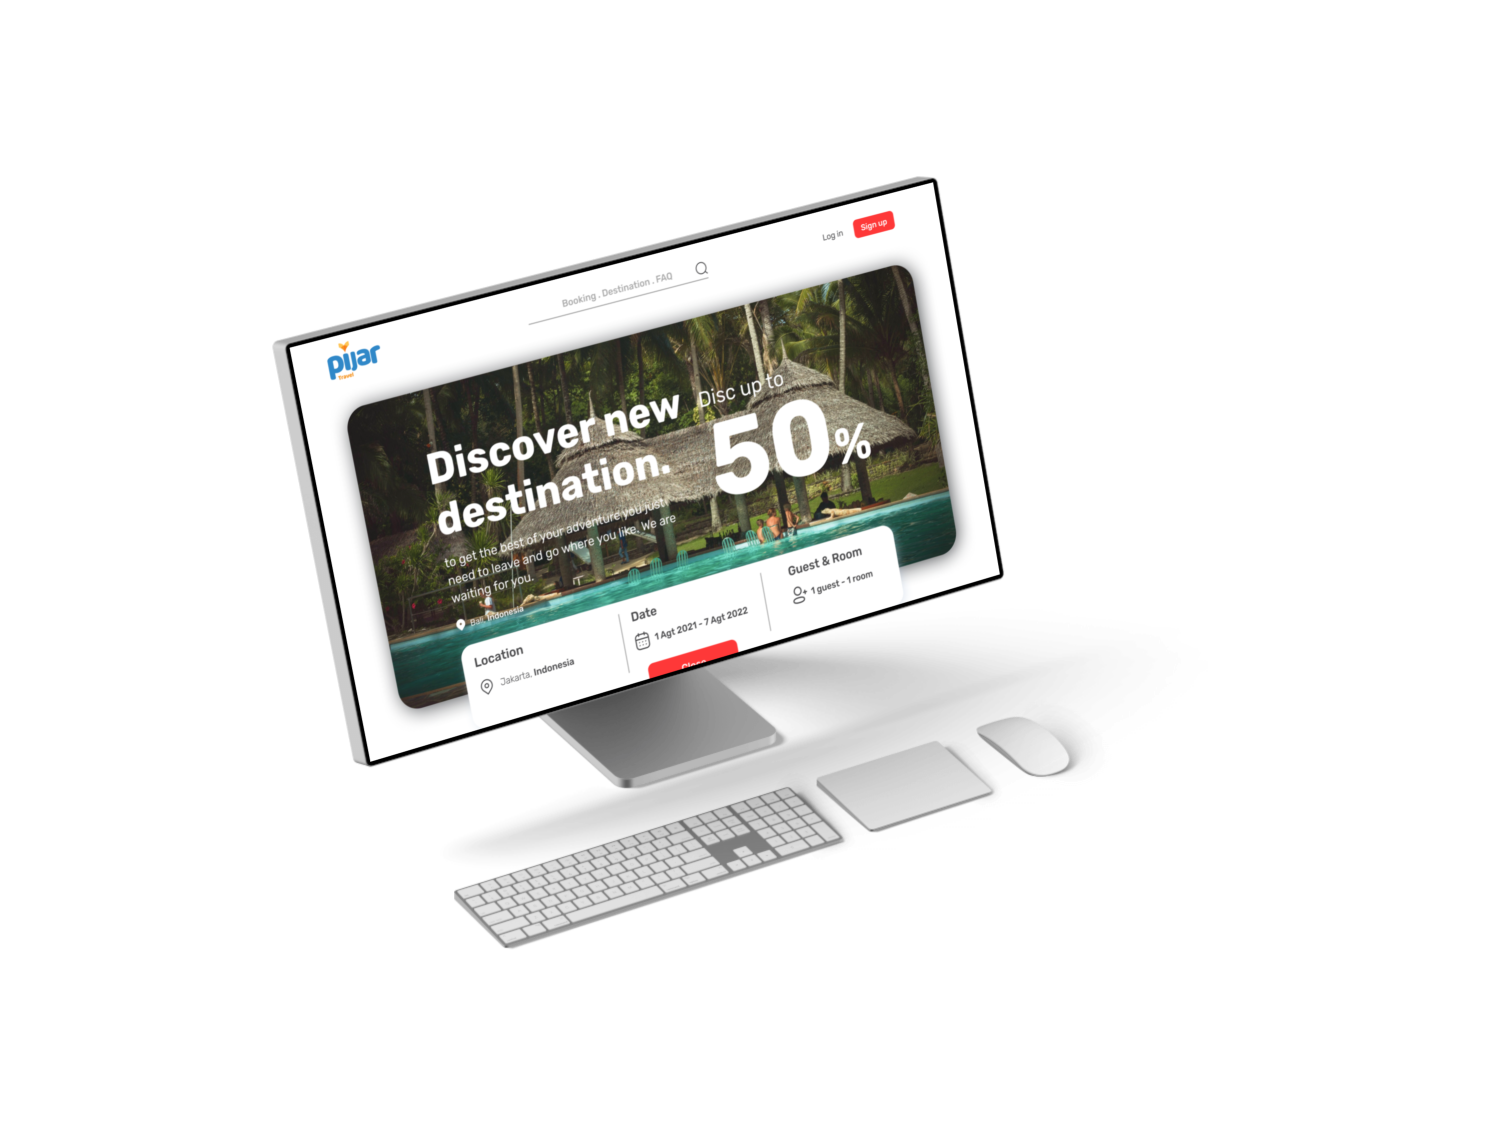 Log in
Sign up
Booking . Destination . FAQ
pijar
Travel
Discover new
destination.
Disc up to
50%
to get the best of your adventure you just
need to leave and go where you like. We are
waiting for you.
Bali, Indonesia
Location
Jakarta, Indonesia
Date
1 Agt 2021 - 7 Agt 2022
Guest & Room
1 guest - 1 room